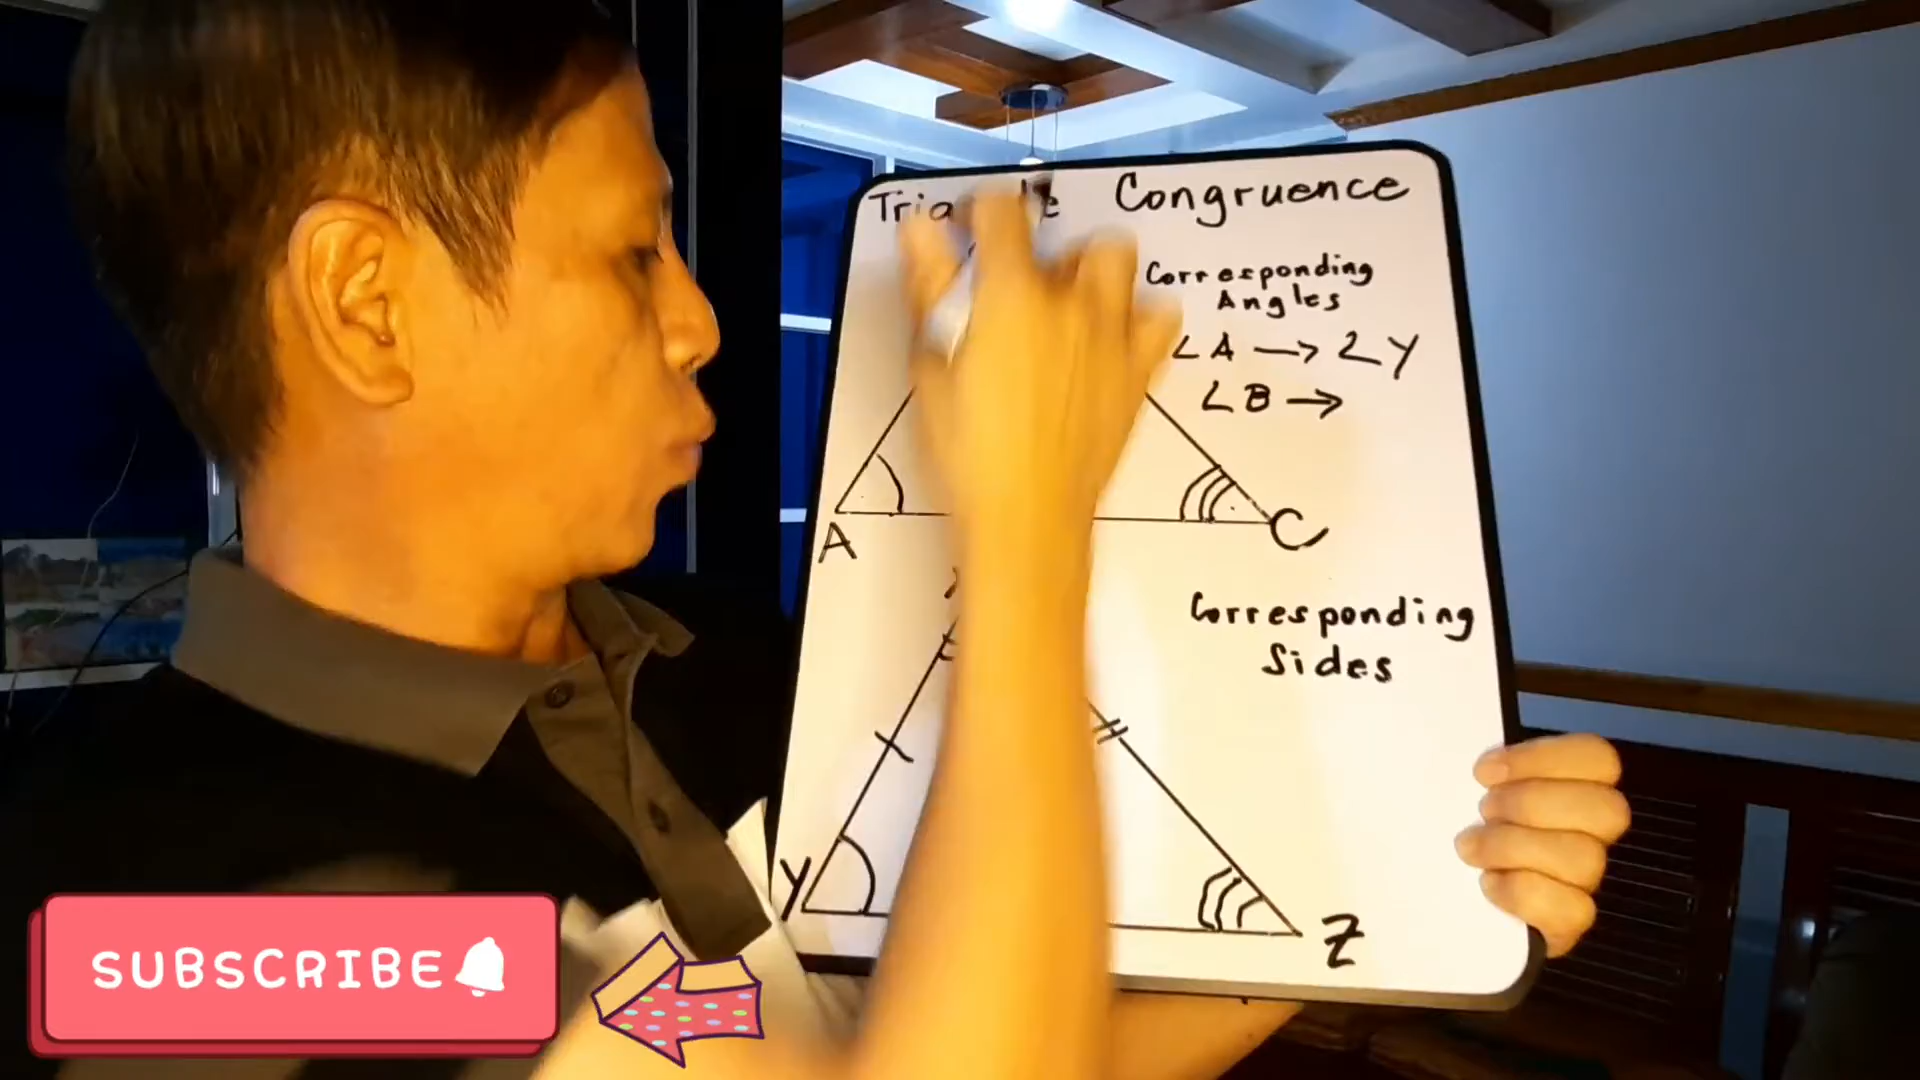 Congruence
Corresponding
Angles
∠A → ∠Y
∠B →
A
C
Corresponding
Sides
Y
Z
SUBSCRIBE